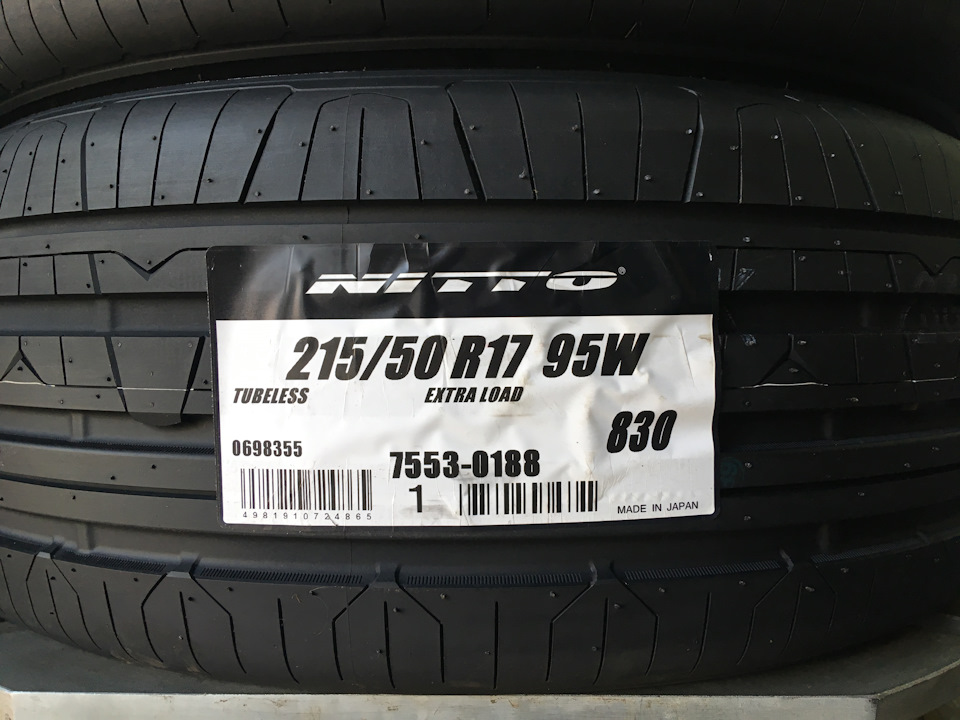 NITTO®
215/50 R17 95W
TUBELESS EXTRA LOAD
830
0698355
7553-0188
1
4981910724865
MADE IN JAPAN